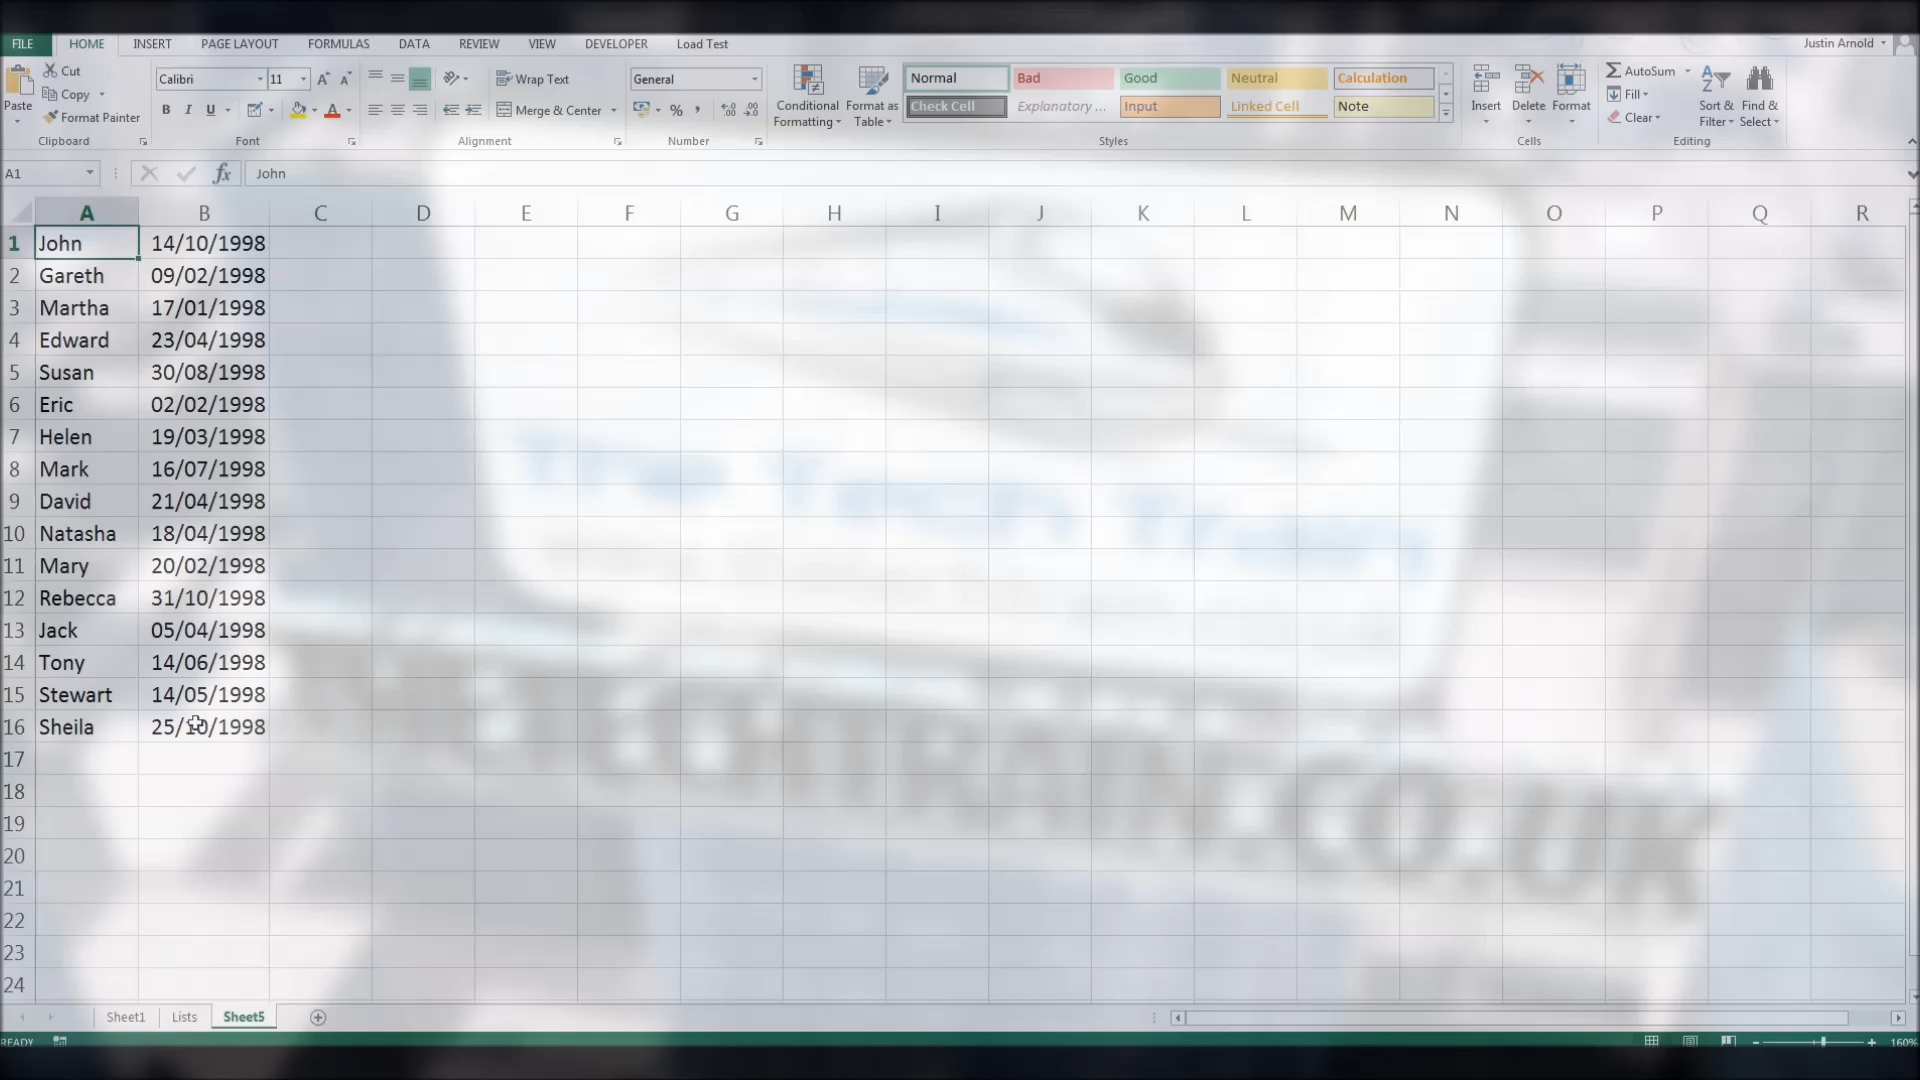 FILE HOME INSERT PAGE LAYOUT FORMULAS DATA REVIEW VIEW DEVELOPER Load Test Justin Arnold
Paste
Cut
Copy
Format Painter
Clipboard
Calibri 11
B I U
Font
Wrap Text
Merge & Center
Alignment
General
%
Number
Conditional Formatting
Format as Table
Normal Bad Good Neutral Calculation
Check Cell Explanatory ... Input Linked Cell Note
Styles
Insert Delete Format
Cells
AutoSum
Fill
Clear
Sort & Filter
Find & Select
Editing
A1 fx John
A B C D E F G H I J K L M N O P Q R
1 John 14/10/1998
2 Gareth 09/02/1998
3 Martha 17/01/1998
4 Edward 23/04/1998
5 Susan 30/08/1998
6 Eric 02/02/1998
7 Helen 19/03/1998
8 Mark 16/07/1998
9 David 21/04/1998
10 Natasha 18/04/1998
11 Mary 20/02/1998
12 Rebecca 31/10/1998
13 Jack 05/04/1998
14 Tony 14/06/1998
15 Stewart 14/05/1998
16 Sheila 25/10/1998
17
18
19
20
21
22
23
24
Sheet1 Lists Sheet5
READY 160%